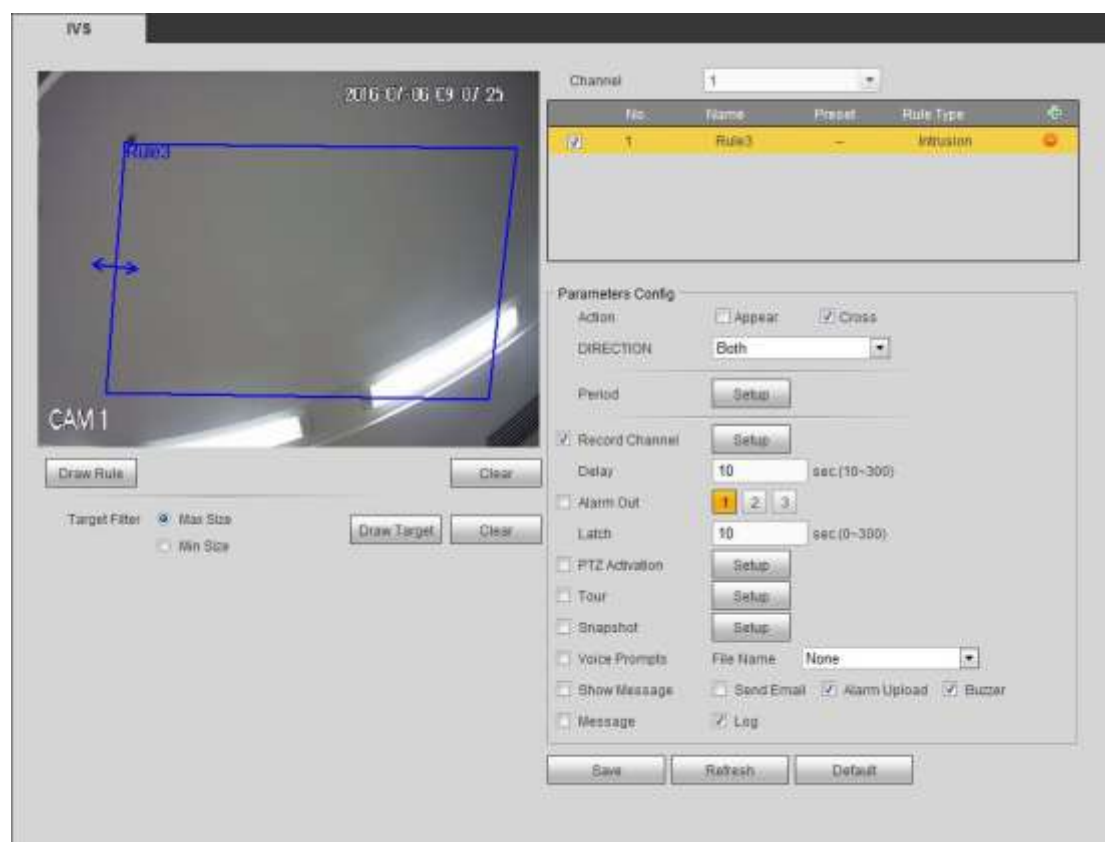 IVS
2016-07-06 09:07:25
Rule3
CAM 1
Draw Rule
Clear
Target Filter Max Size
Min Size
Draw Target
Clear
Channel 1
No. Name Preset Rule Type
1 Rule3 -- Intrusion
Parameters Config
Action Appear Cross
DIRECTION Both
Period Setup
Record Channel Setup
Delay 10 sec.(10~300)
Alarm Out 1 2 3
Latch 10 sec.(0~300)
PTZ Activation Setup
Tour Setup
Snapshot Setup
Voice Prompts File Name None
Show Message Send Email Alarm Upload Buzzer
Message Log
Save Refresh Default